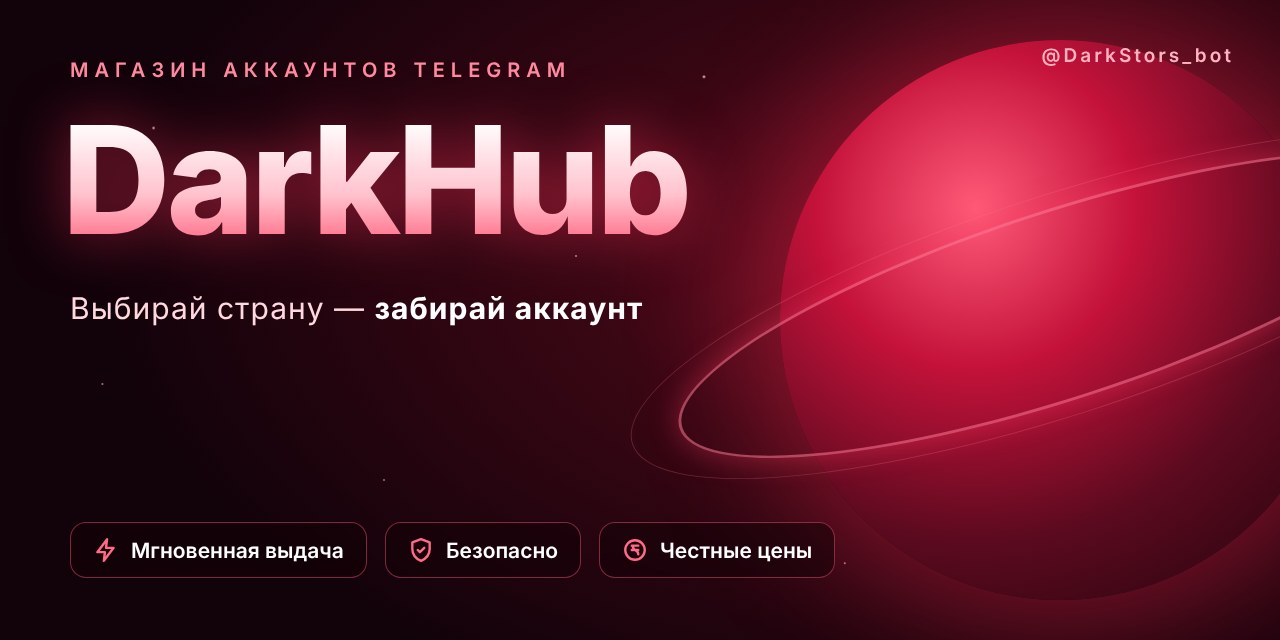 МАГАЗИН АККАУНТОВ TELEGRAM
@DarkStors_bot
DarkHub
Выбирай страну — забирай аккаунт
Мгновенная выдача
Безопасно
Честные цены